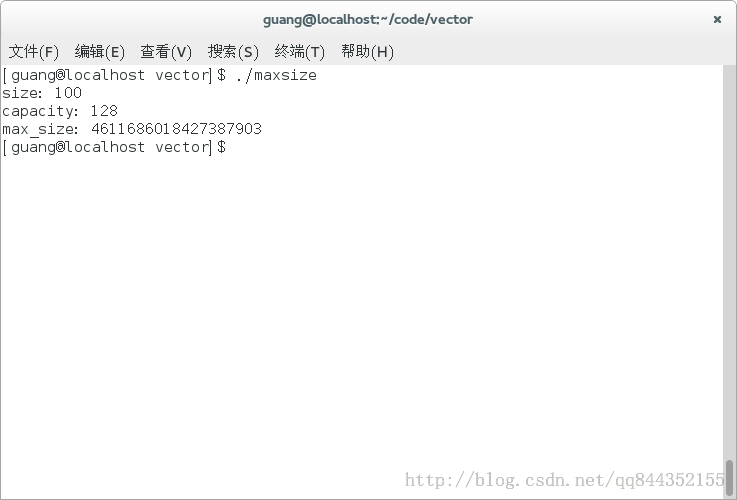 guang@localhost:~/code/vector ×
文件(F) 编辑(E) 查看(V) 搜索(S) 终端(T) 帮助(H)
[guang@localhost vector]$ ./maxsize
size: 100
capacity: 128
max_size: 4611686018427387903
[guang@localhost vector]$
http://blog.csdn.net/qq844352155